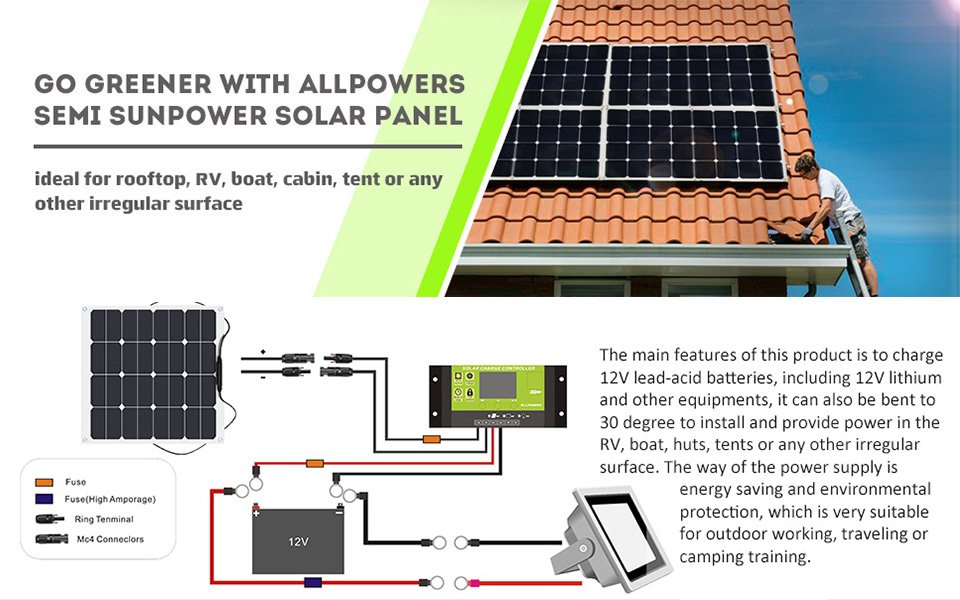 GO GREENER WITH ALLPOWERS
SEMI SUNPOWER SOLAR PANEL
ideal for rooftop, RV, boat, cabin, tent or any
other irregular surface
SOLAR CHARGE CONTROLLER
ALLPOWERS
+
-
The main features of this product is to charge
12V lead-acid batteries, including 12V lithium
and other equipments, it can also be bent to
30 degree to install and provide power in the
RV, boat, huts, tents or any other irregular
surface. The way of the power supply is
energy saving and environmental
protection, which is very suitable
for outdoor working, traveling or
camping training.
Fuse
Fuse(High Amporage)
Ring Tenminal
Mc4 Conneclors
+
-
12V